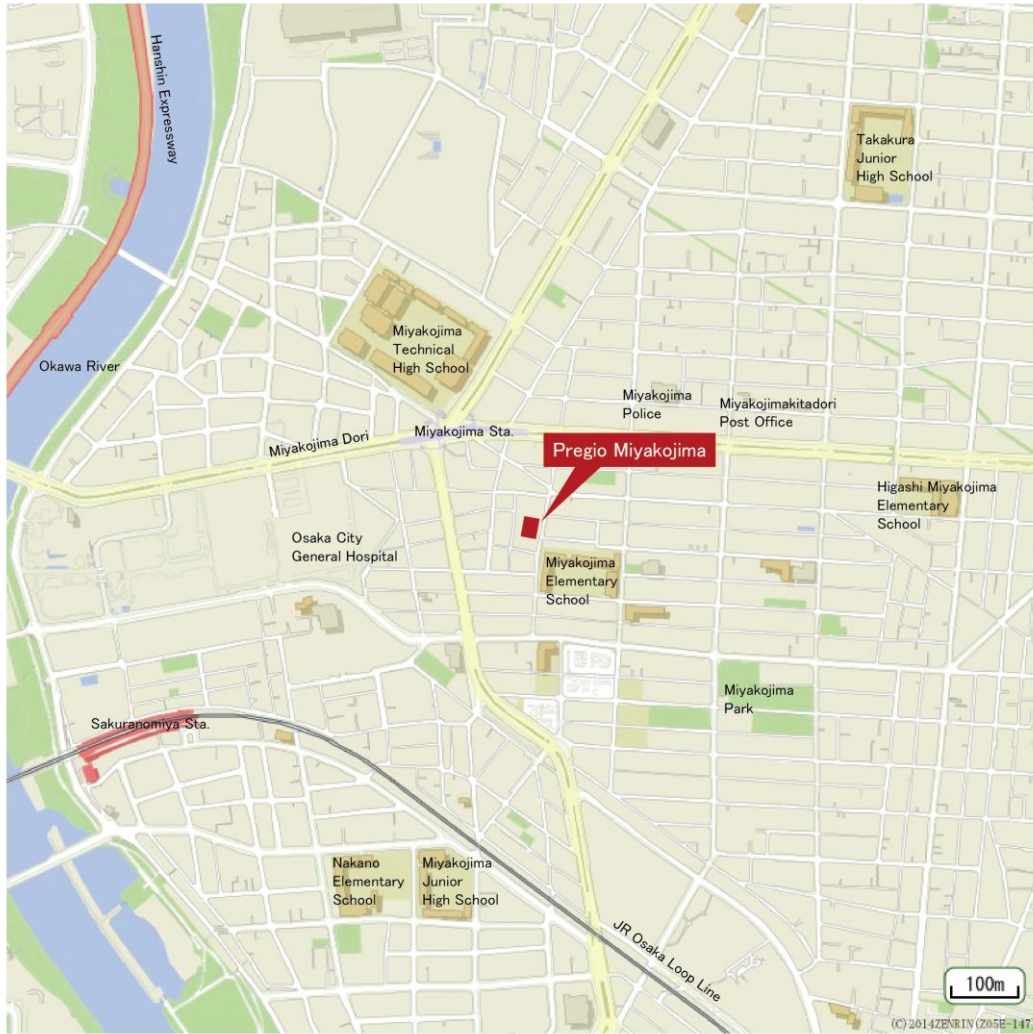 Hanshin Expressway
Takakura
Junior
High School
Miyakojima
Technical
High School
Okawa River
Miyakojima
Police
Miyakojimakitadori
Post Office
Miyakojima Dori
Miyakojima Sta.
Pregio Miyakojima
Higashi Miyakojima
Elementary
School
Osaka City
General Hospital
Miyakojima
Elementary
School
Miyakojima
Park
Sakuranomiya Sta.
Nakano
Elementary
School
Miyakojima
Junior
High School
JR Osaka Loop Line
100m
(C) 2014ZENRIN (Z05E-147